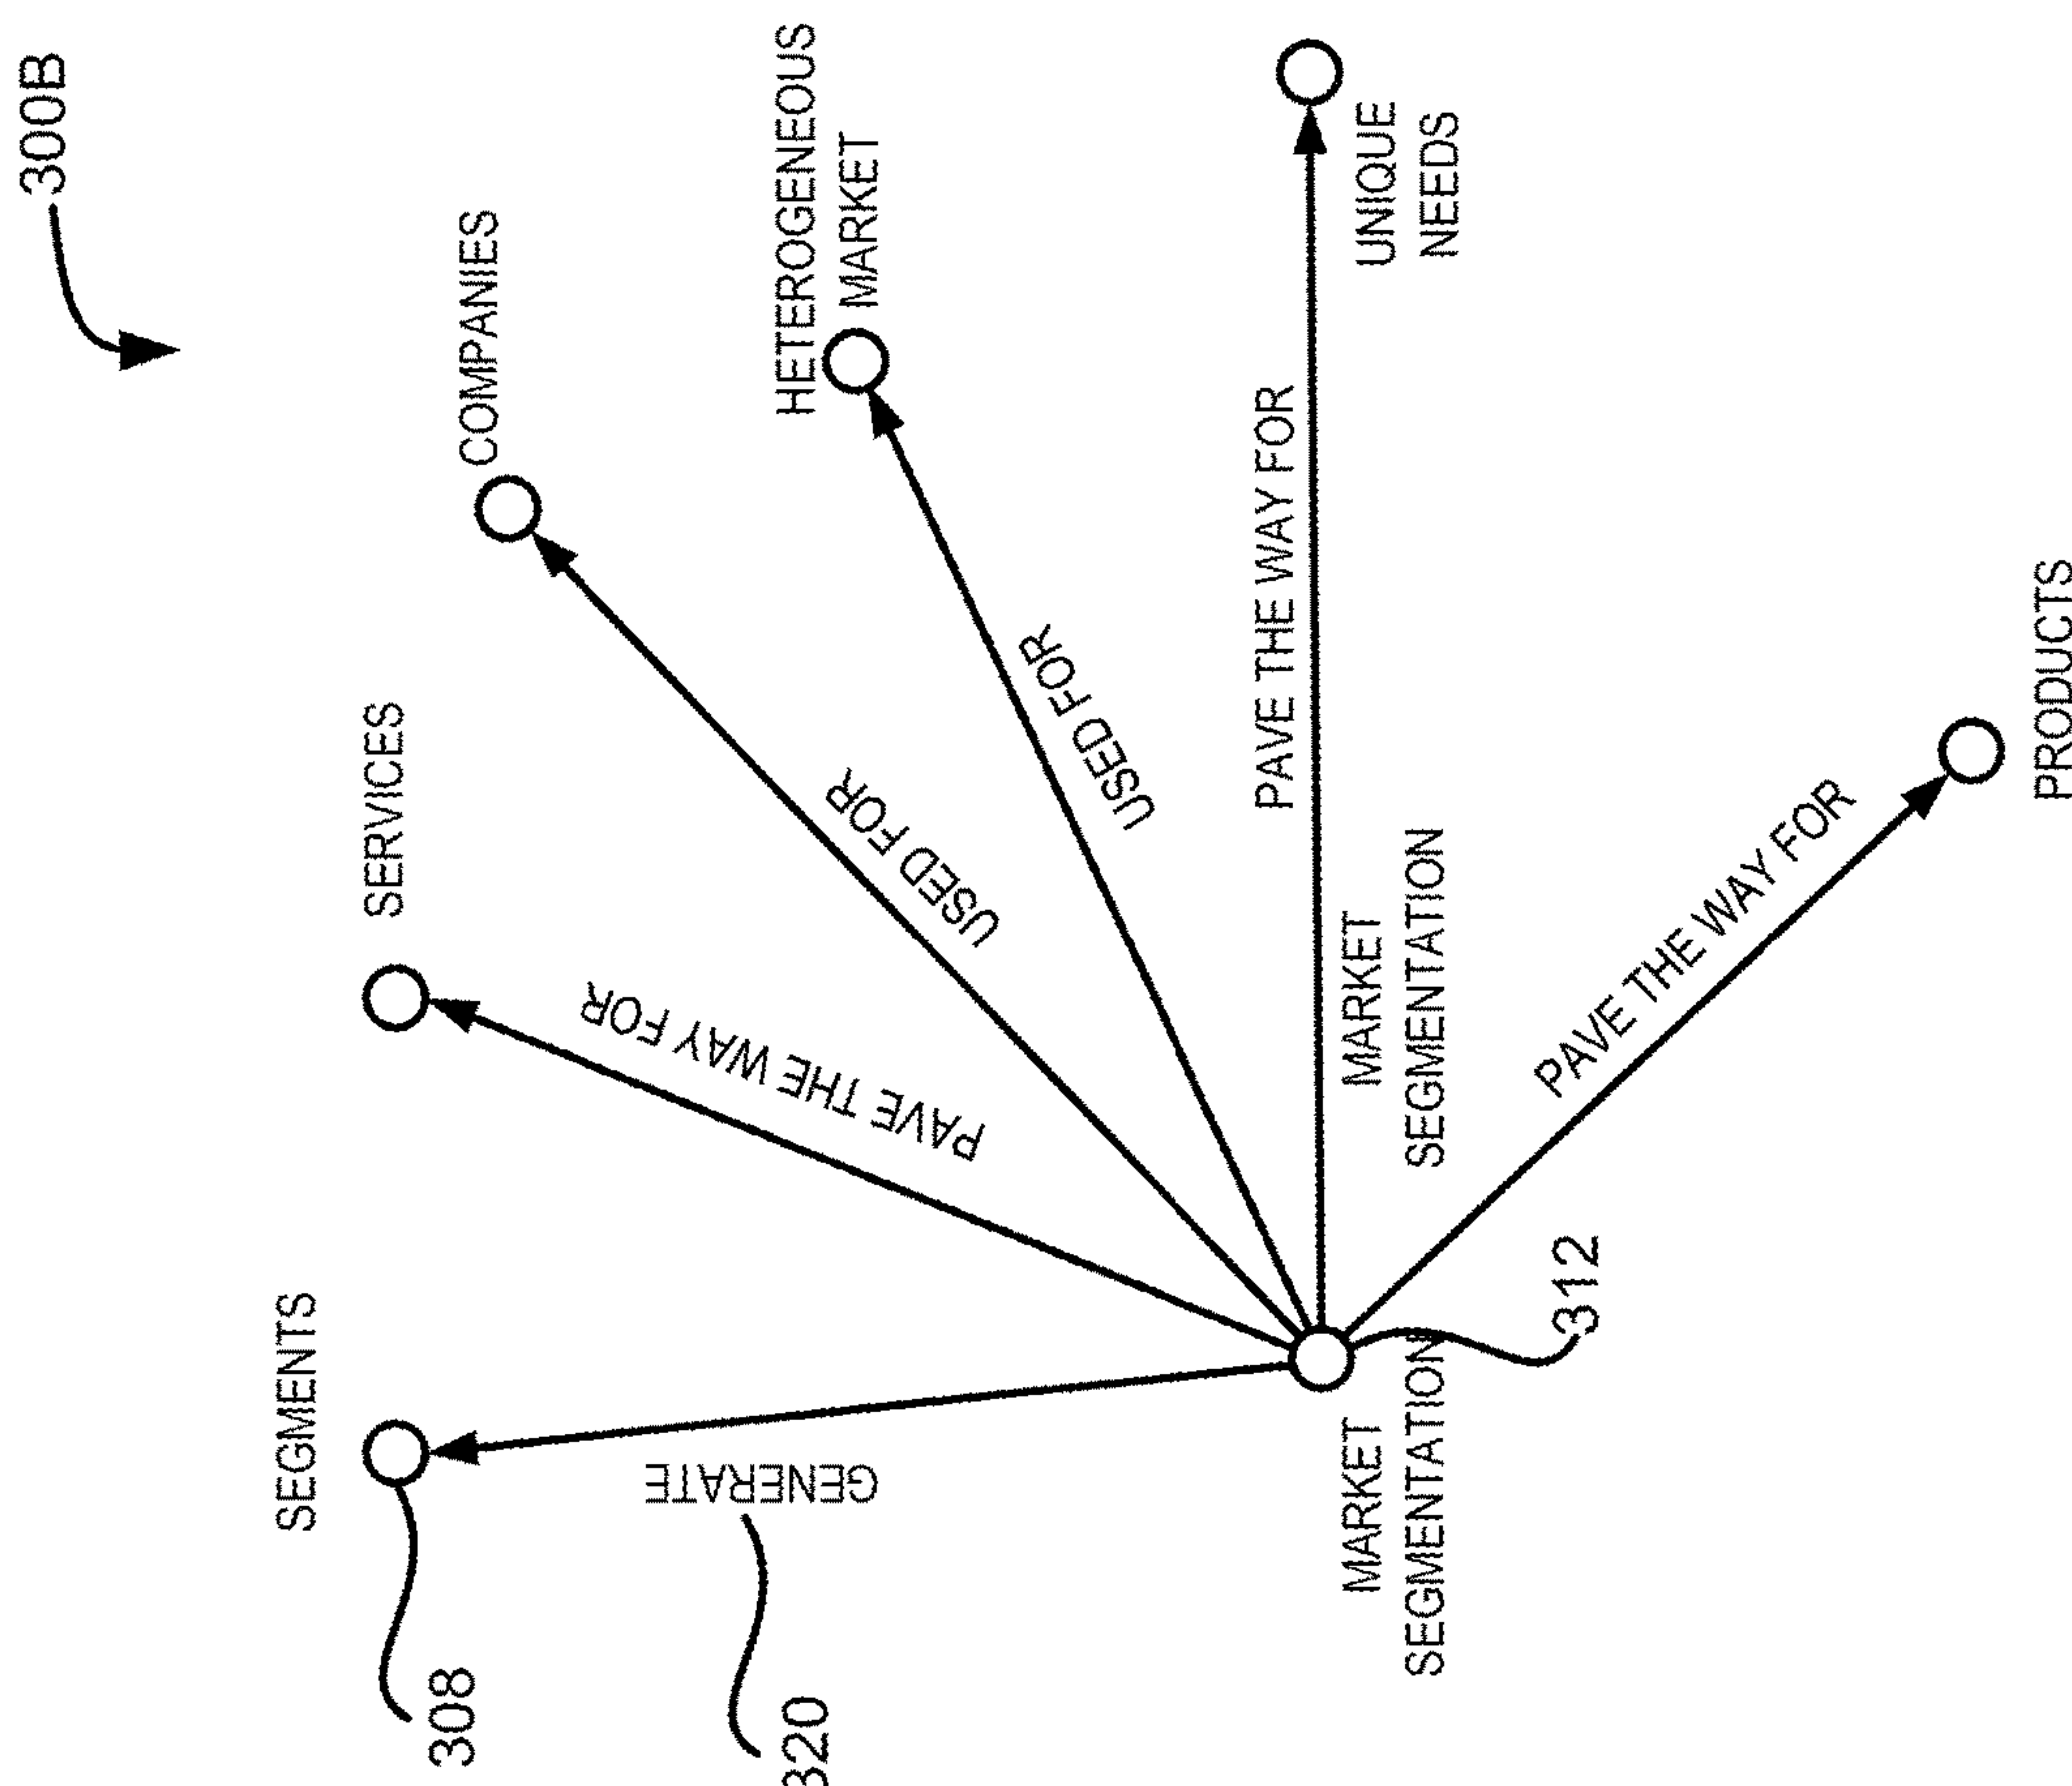 300B
SEGMENTS
SERVICES
308
COMPANIES
GENERATE
320
PAVE THE WAY FOR
HETEROGENEOUS
MARKET
USED FOR
USED FOR
PAVE THE WAY FOR
MARKET
SEGMENTATION
MARKET
SEGMENTATION
UNIQUE
NEEDS
312
PAVE THE WAY FOR
PRODUCTS